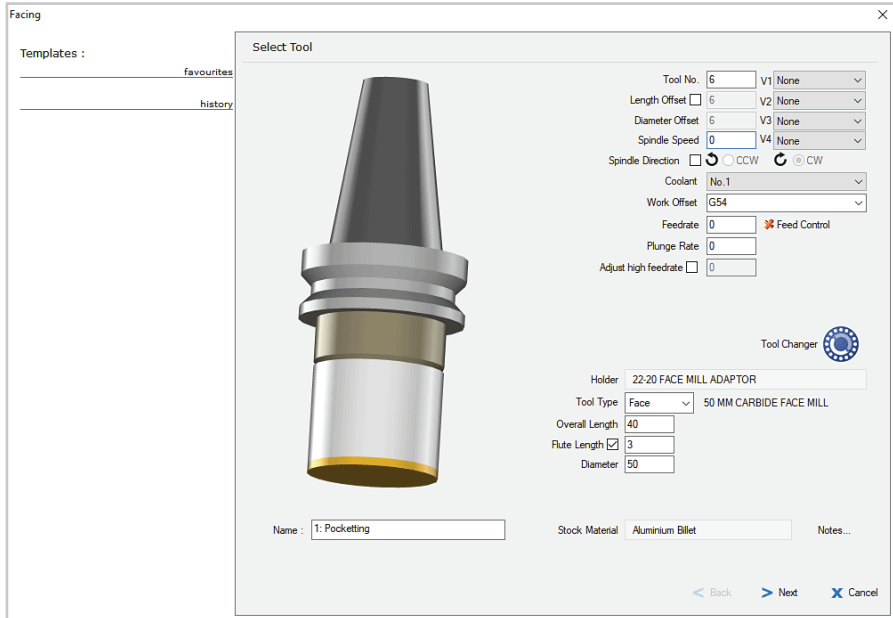 Facing
Templates :
favourites
history
Select Tool
Tool No. 6 V1 None
Length Offset 6 V2 None
Diameter Offset 6 V3 None
Spindle Speed 0 V4 None
Spindle Direction CCW CW
Coolant No.1
Work Offset G54
Feedrate 0 Feed Control
Plunge Rate 0
Adjust high feedrate 0
Tool Changer
Holder 22-20 FACE MILL ADAPTOR
Tool Type Face 50 MM CARBIDE FACE MILL
Overall Length 40
Flute Length 3
Diameter 50
Name : 1: Pocketting Stock Material Aluminium Billet Notes...
< Back > Next X Cancel